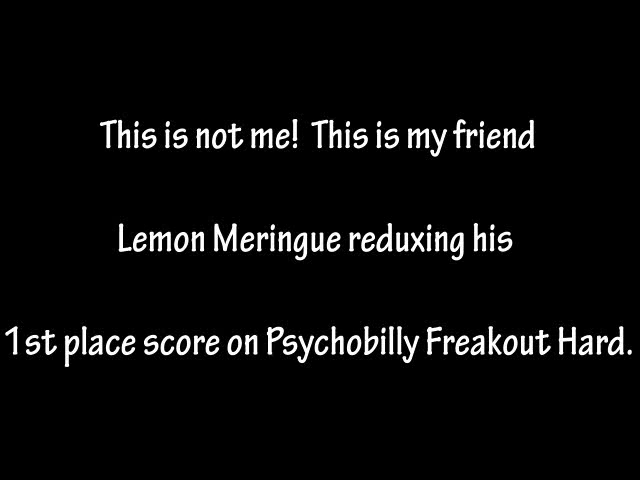 This is not me! This is my friend
Lemon Meringue reduxing his
1st place score on Psychobilly Freakout Hard.